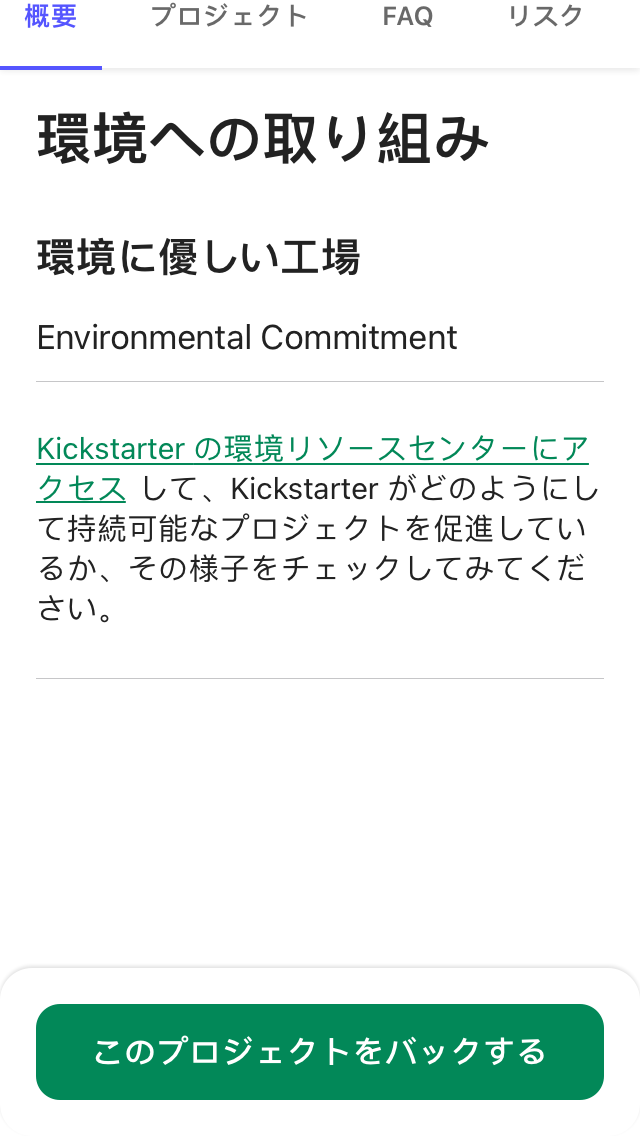 概要 プロジェクト FAQ リスク
環境への取り組み
環境に優しい工場
Environmental Commitment
Kickstarter の環境リソースセンターにア
クセス して、Kickstarter がどのようにし
て持続可能なプロジェクトを促進してい
るか、その様子をチェックしてみてくだ
さい。
このプロジェクトをバックする